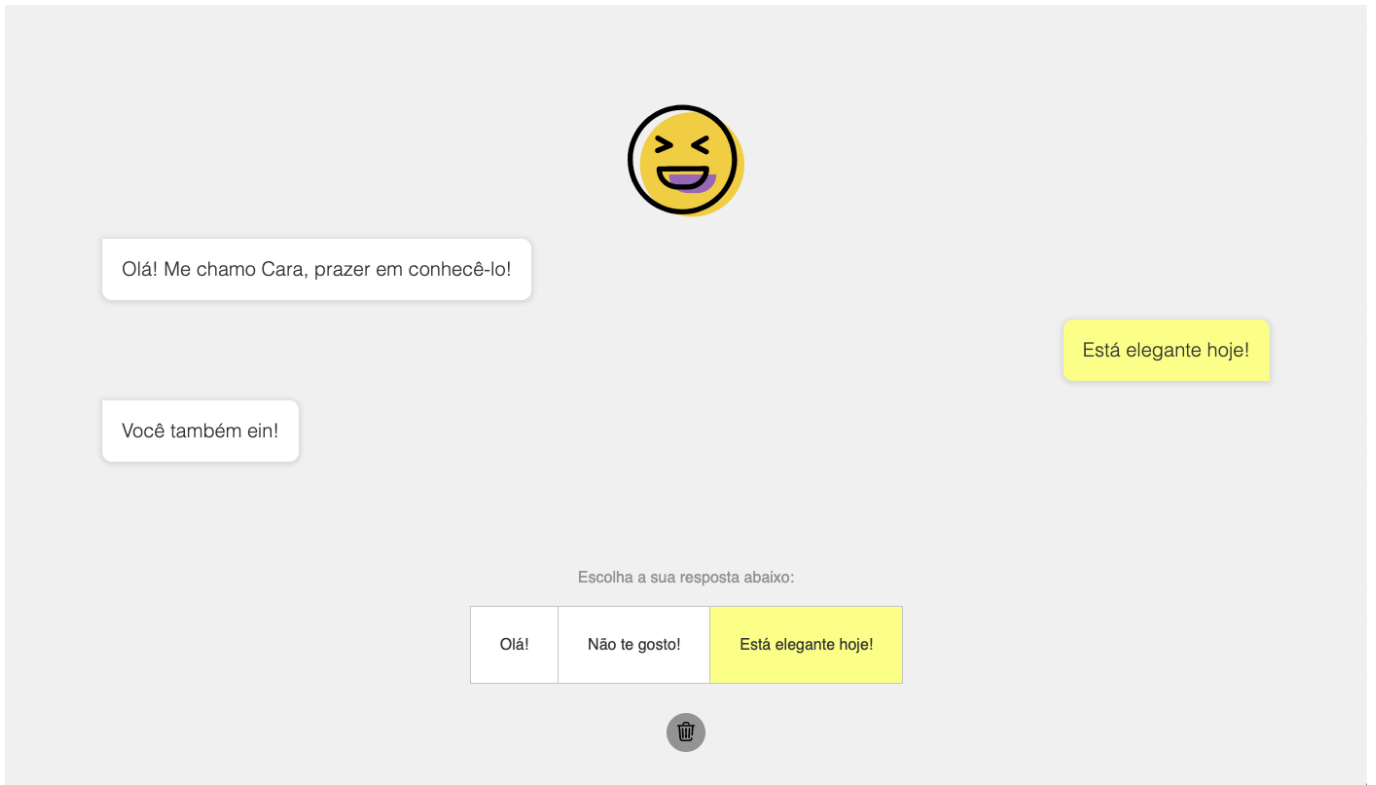 Olá! Me chamo Cara, prazer em conhecê-lo!
Está elegante hoje!
Você também ein!
Escolha a sua resposta abaixo:
Olá!
Não te gosto!
Está elegante hoje!